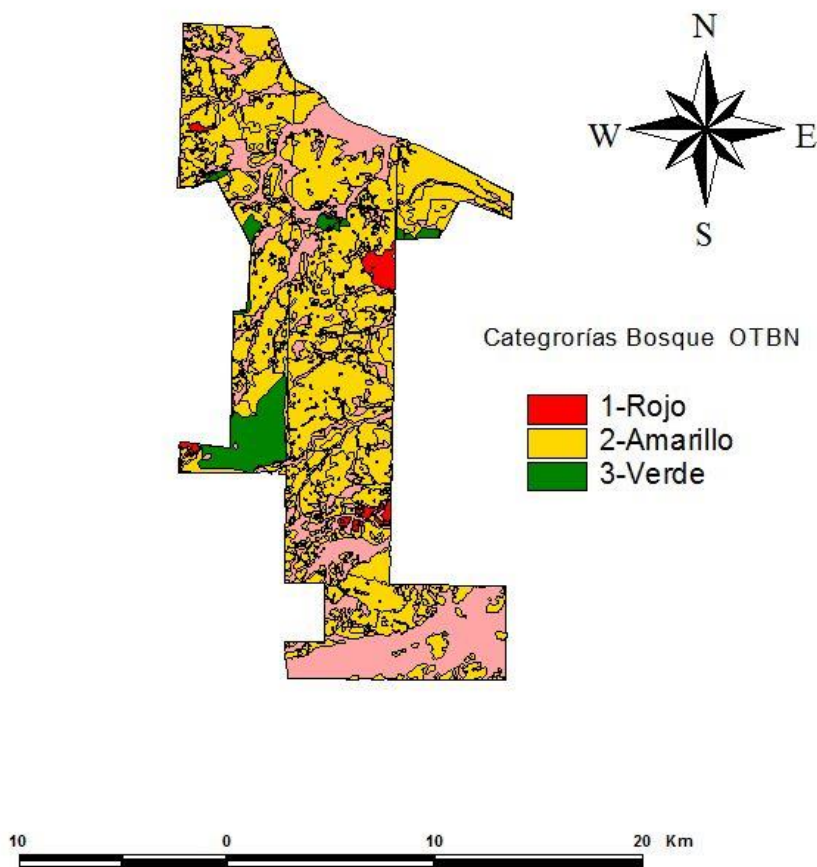 N
W E
S
Categrorías Bosque OTBN
1-Rojo
2-Amarillo
3-Verde
10 0 10 20 Km